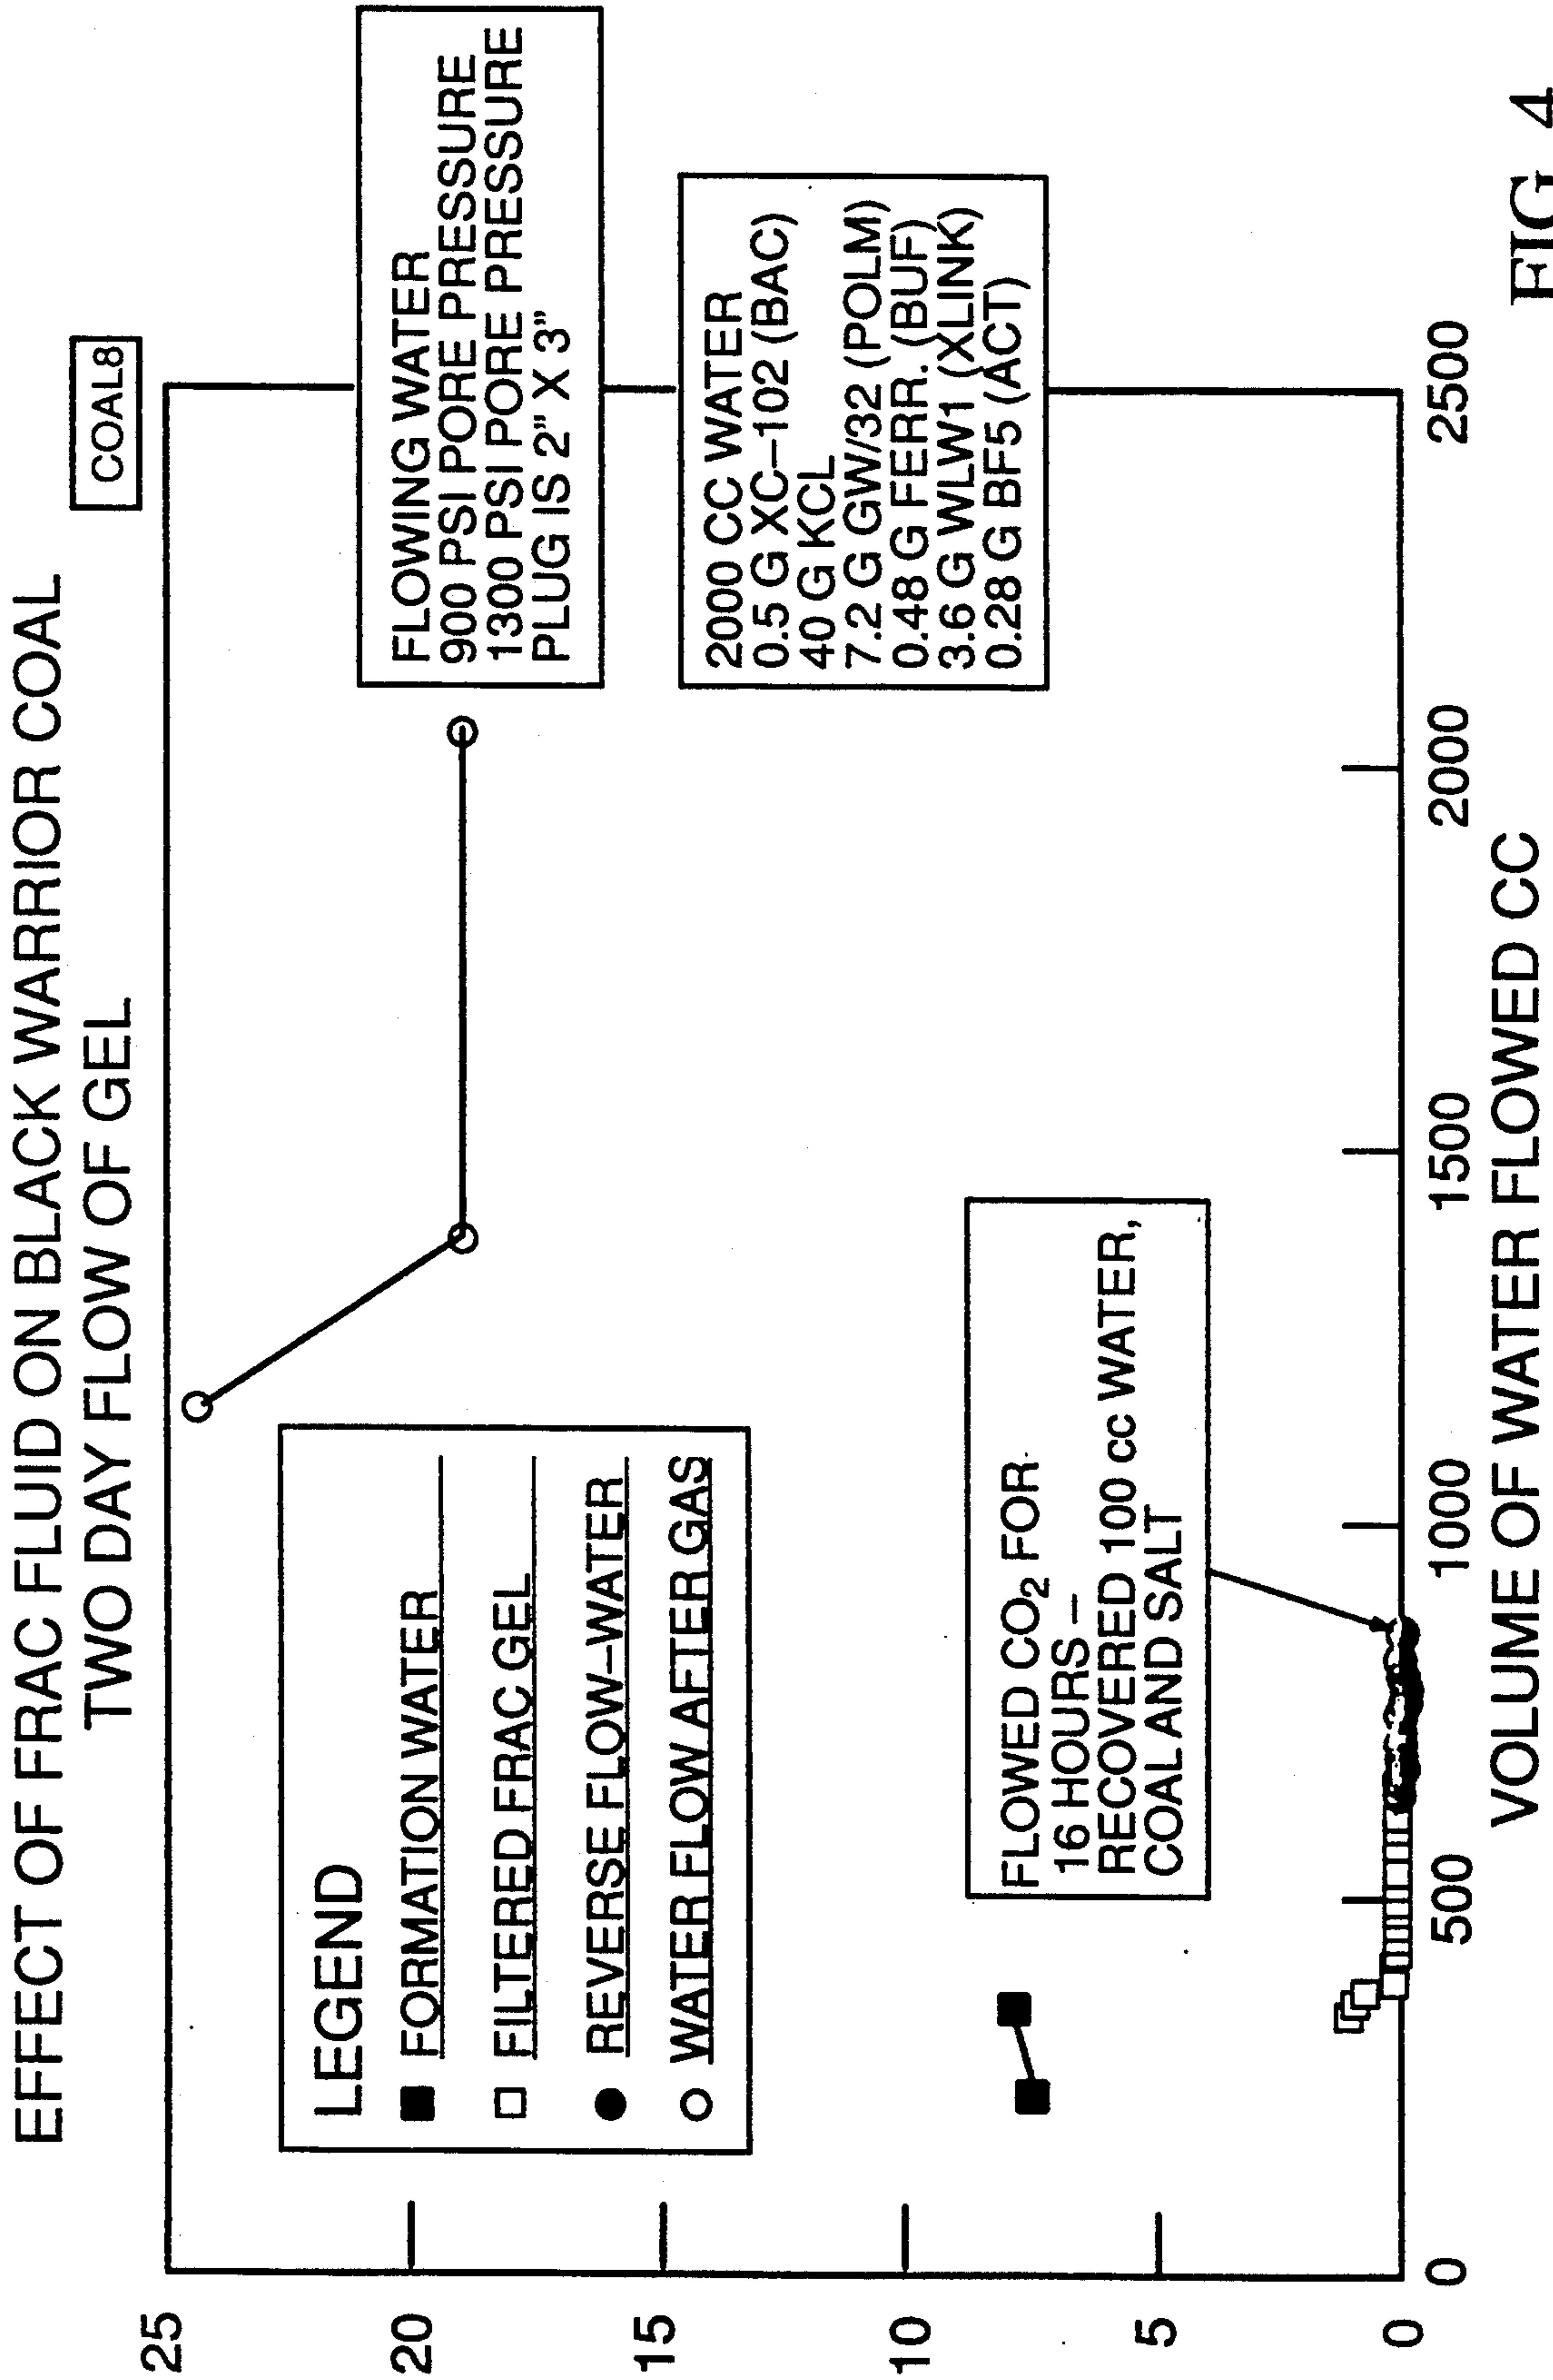 EFFECT OF FRAC FLUID ON BLACK WARRIOR COAL
TWO DAY FLOW OF GEL
COAL8
25
20
15
10
5
0
LEGEND
FORMATION WATER
FILTERED FRAC GEL
REVERSE FLOW–WATER
WATER FLOW AFTER GAS
FLOWING WATER
900 PSI PORE PRESSURE
1300 PSI PORE PRESSURE
PLUG IS 2" X 3"
2000 CC WATER
0.5 G XC–102 (BAC)
40 G KCL
7.2 G GW/32 (POLM)
0.48 G FERR. (BUF)
3.6 G WLW1 (XLINK)
0.28 G BF5 (ACT)
FLOWED CO₂ FOR
16 HOURS –
RECOVERED 100 cc WATER,
COAL AND SALT
0
500
1000
1500
2000
2500
VOLUME OF WATER FLOWED CC
FIG. 4